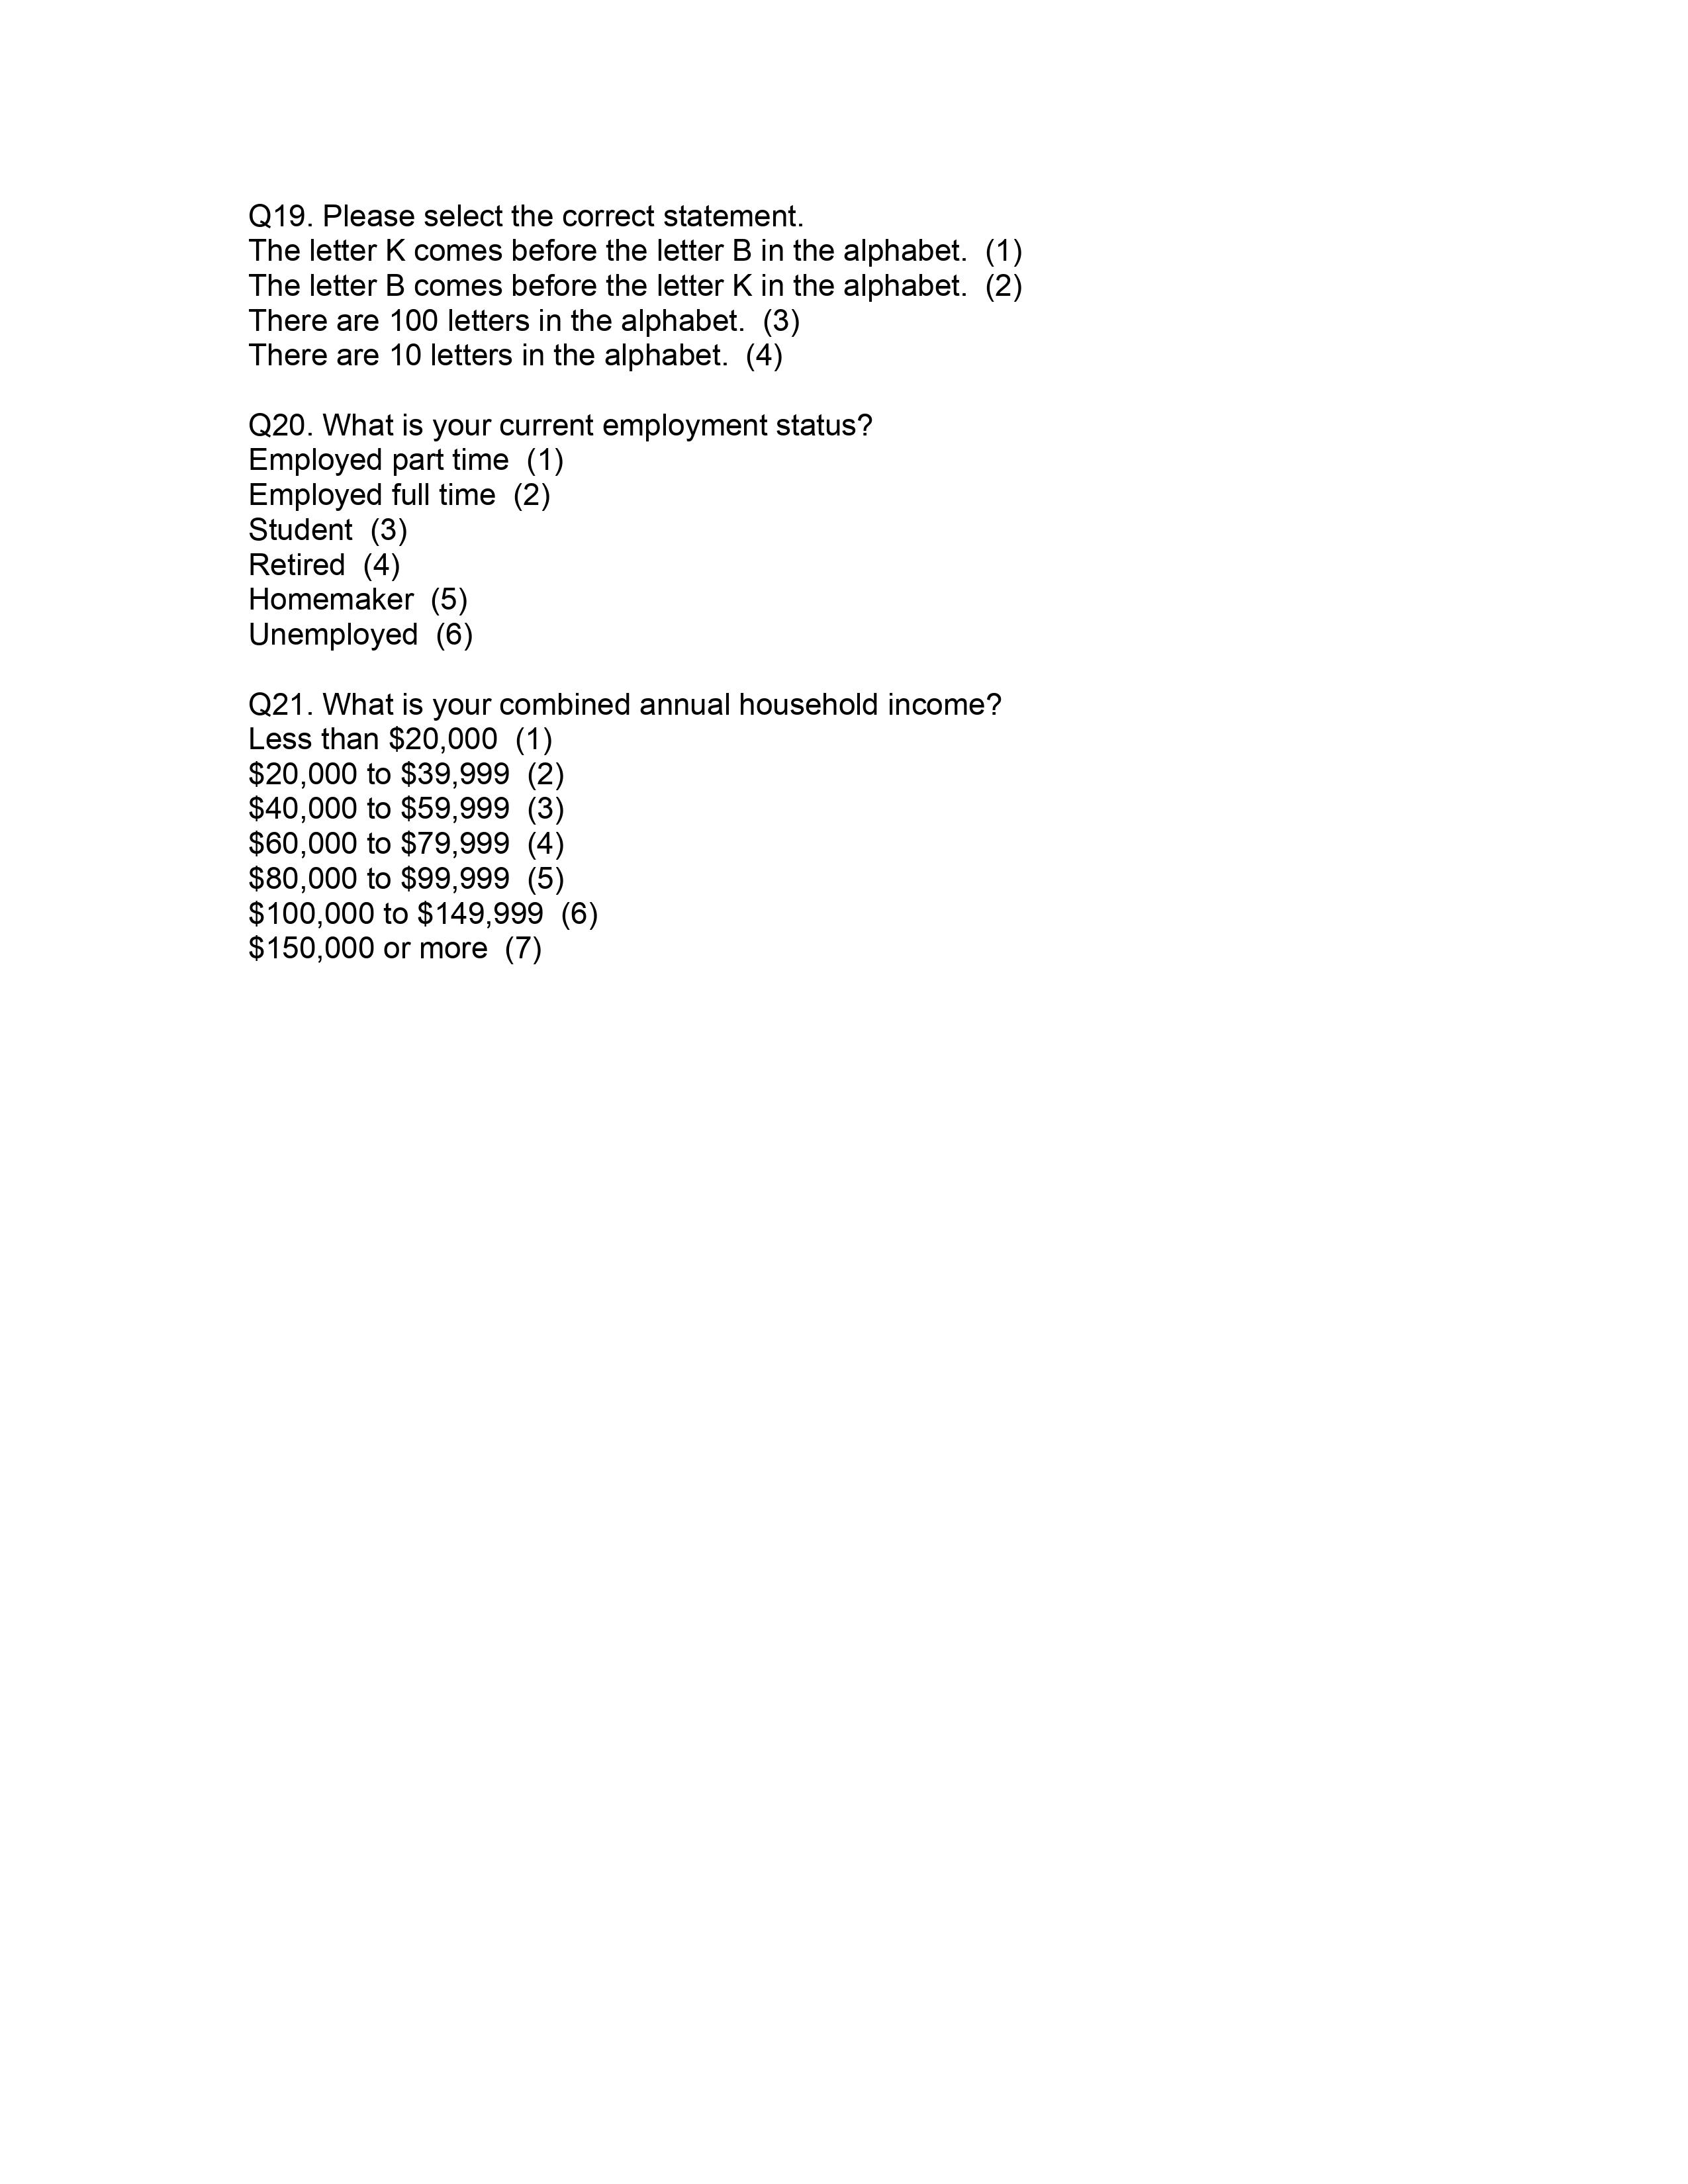 Q19. Please select the correct statement.
The letter K comes before the letter B in the alphabet.  (1)
The letter B comes before the letter K in the alphabet.  (2)
There are 100 letters in the alphabet.  (3)
There are 10 letters in the alphabet.  (4)
Q20. What is your current employment status?
Employed part time  (1)
Employed full time  (2)
Student  (3)
Retired  (4)
Homemaker  (5)
Unemployed  (6)
Q21. What is your combined annual household income?
Less than $20,000  (1)
$20,000 to $39,999  (2)
$40,000 to $59,999  (3)
$60,000 to $79,999  (4)
$80,000 to $99,999  (5)
$100,000 to $149,999  (6)
$150,000 or more  (7)